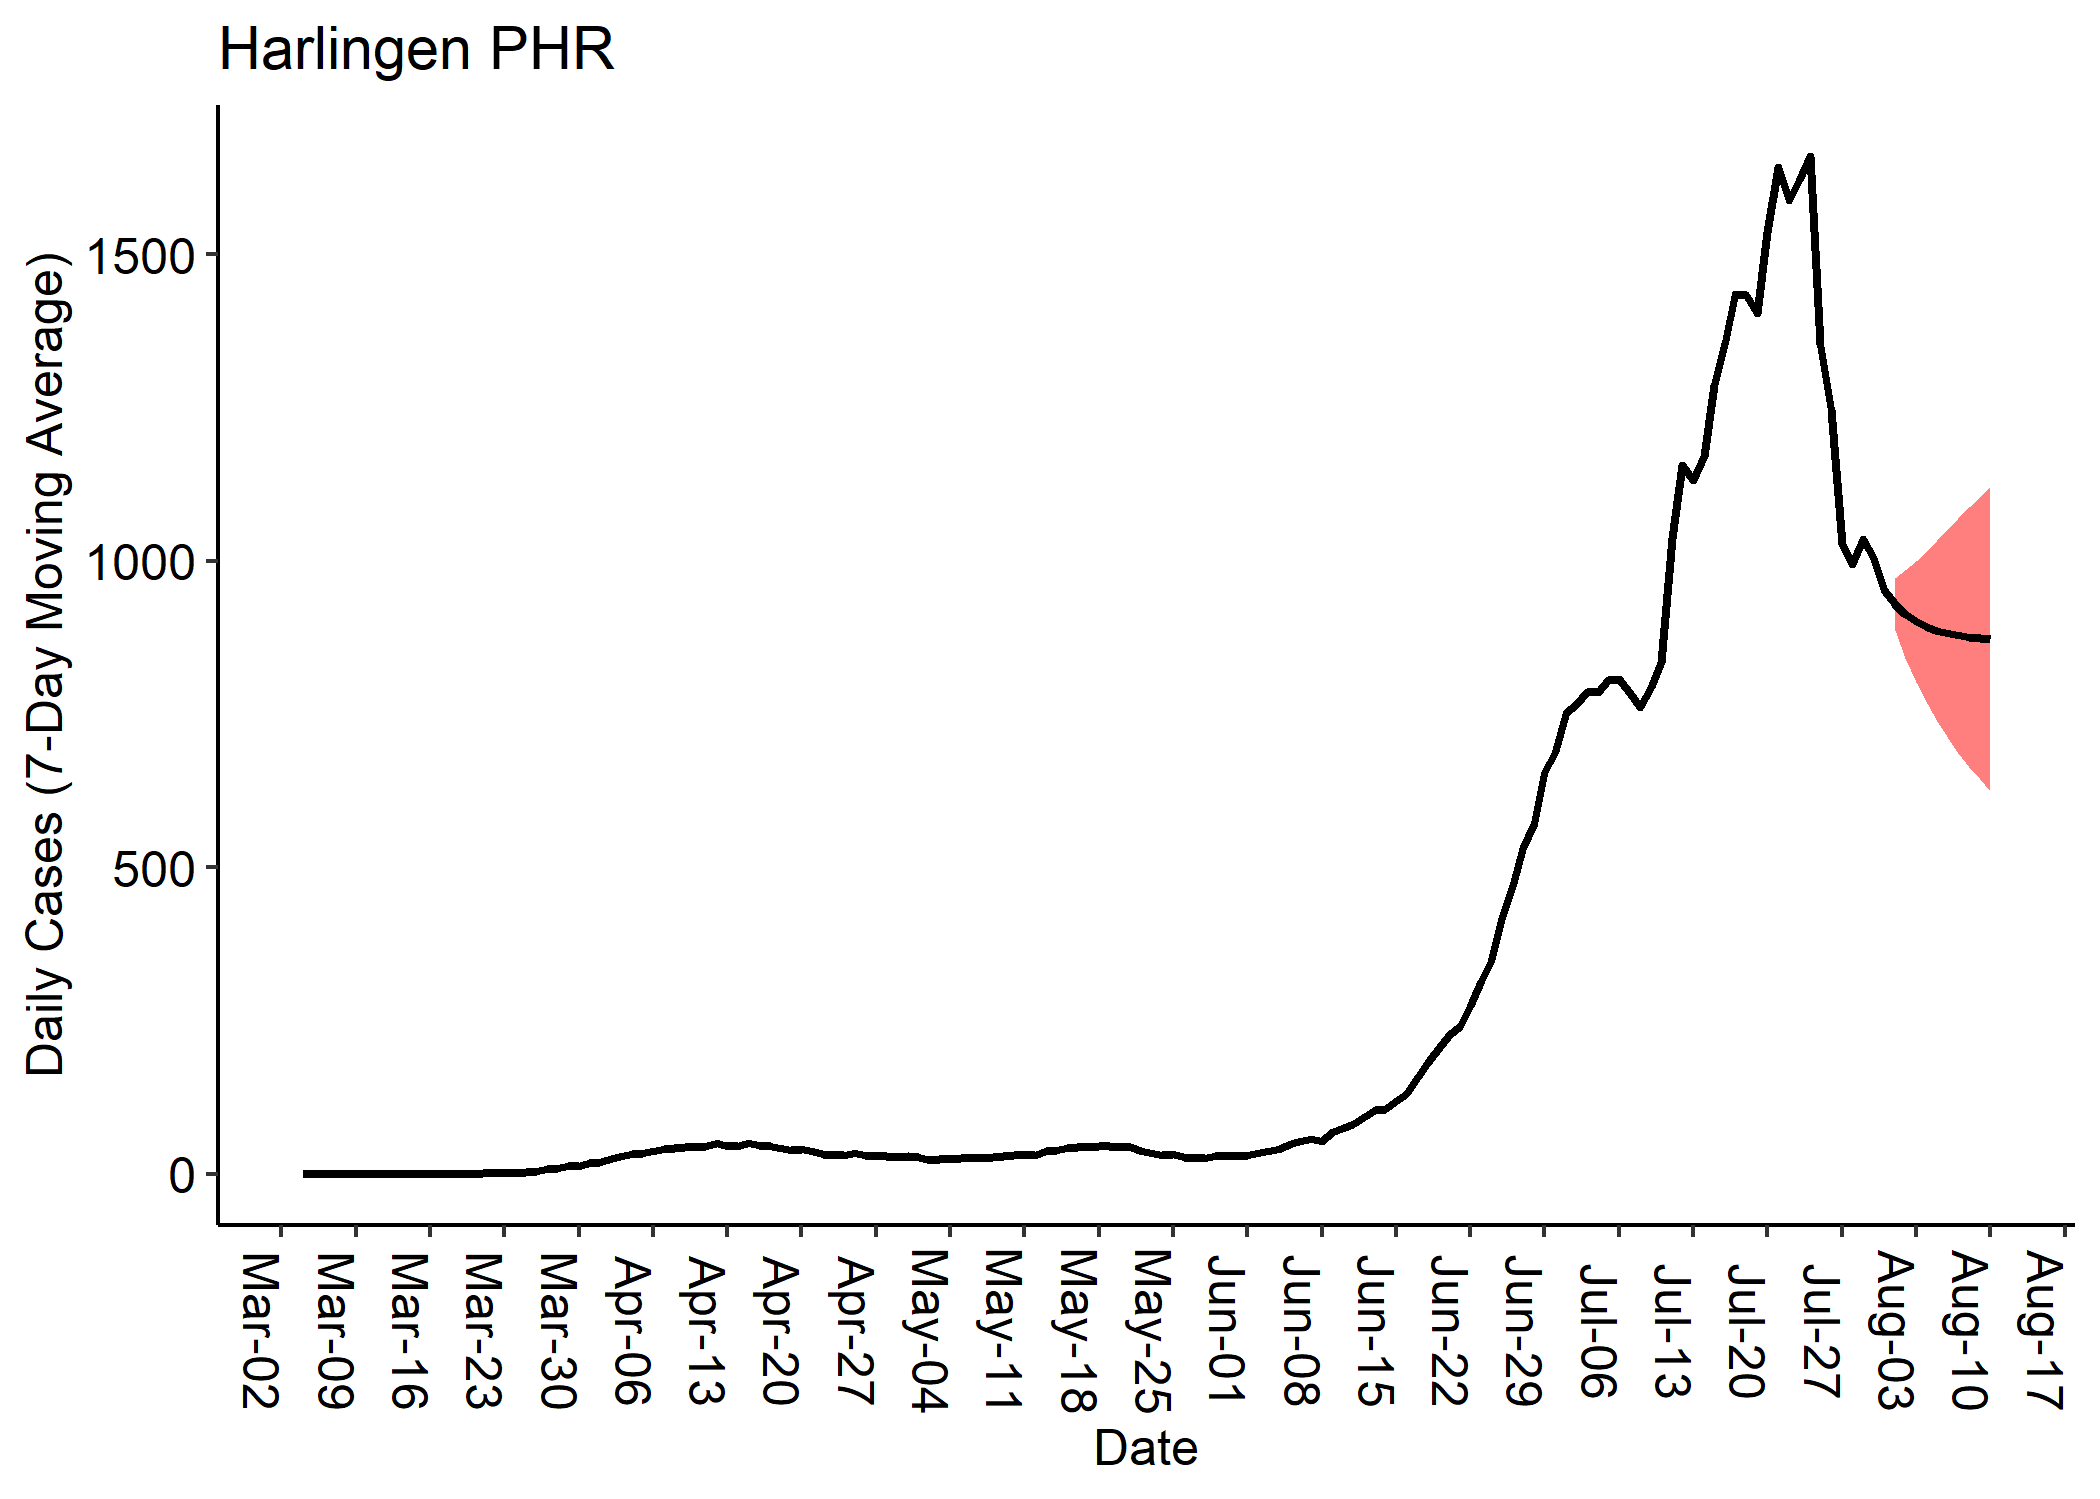 Harlingen PHR
Daily Cases (7-Day Moving Average)
1500
1000
500
0
Mar-02
Mar-09
Mar-16
Mar-23
Mar-30
Apr-06
Apr-13
Apr-20
Apr-27
May-04
May-11
May-18
May-25
Jun-01
Jun-08
Jun-15
Jun-22
Jun-29
Jul-06
Jul-13
Jul-20
Jul-27
Aug-03
Aug-10
Aug-17
Date